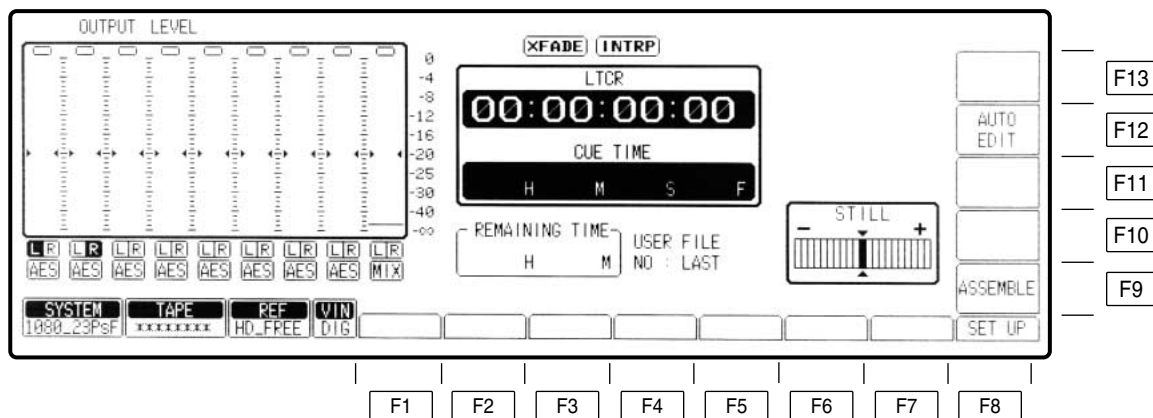 OUTPUT LEVEL
0
-4
-8
-12
-16
-20
-25
-30
-40
-∞
L R L R L R L R L R L R L R L R L R
AES AES AES AES AES AES AES AES MIX
XFADE INTRP
LTCR
00:00:00:00
CUE TIME
H M S F
REMAINING TIME
H M
USER FILE
NO : LAST
STILL
- +
AUTO
EDIT
ASSEMBLE
SET UP
SYSTEM TAPE REF VIN
1080_23PsF xxxxxxxx HD_FREE DIG
F13
F12
F11
F10
F9
F1 F2 F3 F4 F5 F6 F7 F8